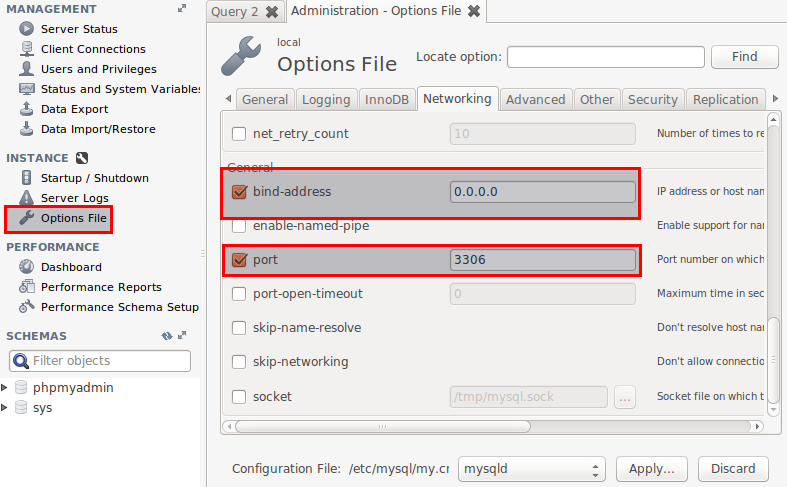 MANAGEMENT
Server Status
Client Connections
Users and Privileges
Status and System Variables
Data Export
Data Import/Restore
INSTANCE
Startup / Shutdown
Server Logs
Options File
PERFORMANCE
Dashboard
Performance Reports
Performance Schema Setup
SCHEMAS
Filter objects
phpmyadmin
sys
Query 2
Administration - Options File
local
Options File
Locate option:
Find
General Logging InnoDB Networking Advanced Other Security Replication
net_retry_count 10 Number of times to re
General
bind-address 0.0.0.0 IP address or host nam
enable-named-pipe Enable support for nam
port 3306 Port number on which
port-open-timeout 0 Maximum time in sec
skip-name-resolve Don't resolve host nam
skip-networking Don't allow connectio
socket /tmp/mysql.sock ... Socket file on which t
Configuration File: /etc/mysql/my.cn mysqld Apply... Discard